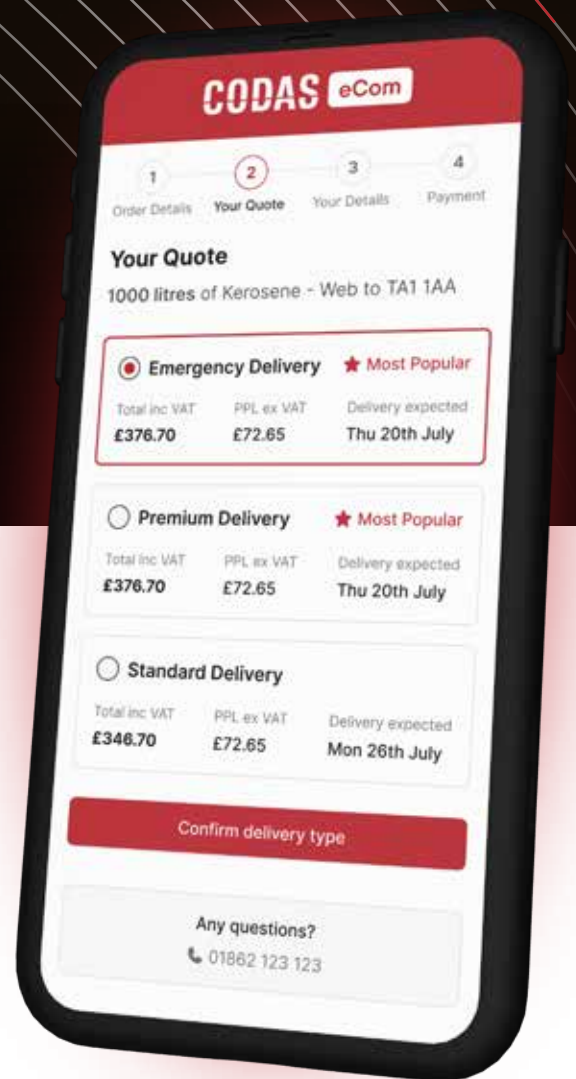 CODAS eCom
1 2 3 4
Order Details Your Quote Your Details Payment
Your Quote
1000 litres of Kerosene - Web to TA1 1AA
Emergency Delivery Most Popular
Total inc VAT PPL ex VAT Delivery expected
£376.70 £72.65 Thu 20th July
Premium Delivery Most Popular
Total inc VAT PPL ex VAT Delivery expected
£376.70 £72.65 Thu 20th July
Standard Delivery
Total inc VAT PPL ex VAT Delivery expected
£346.70 £72.65 Mon 26th July
Confirm delivery type
Any questions?
01862 123 123